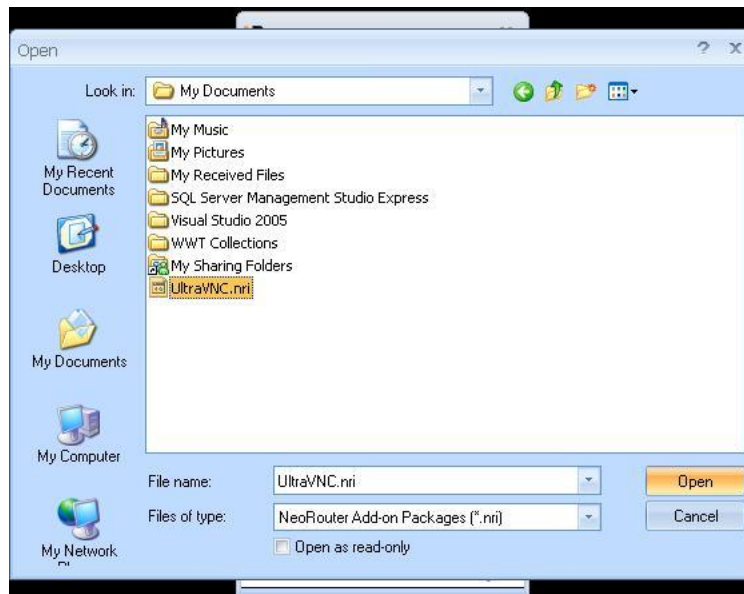 Open
Look in:
My Documents
My Recent
Documents
Desktop
My Documents
My Computer
My Network
My Music
My Pictures
My Received Files
SQL Server Management Studio Express
Visual Studio 2005
WWT Collections
My Sharing Folders
UltraVNC.nri
File name:
UltraVNC.nri
Open
Files of type:
NeoRouter Add-on Packages (*.nri)
Cancel
Open as read-only